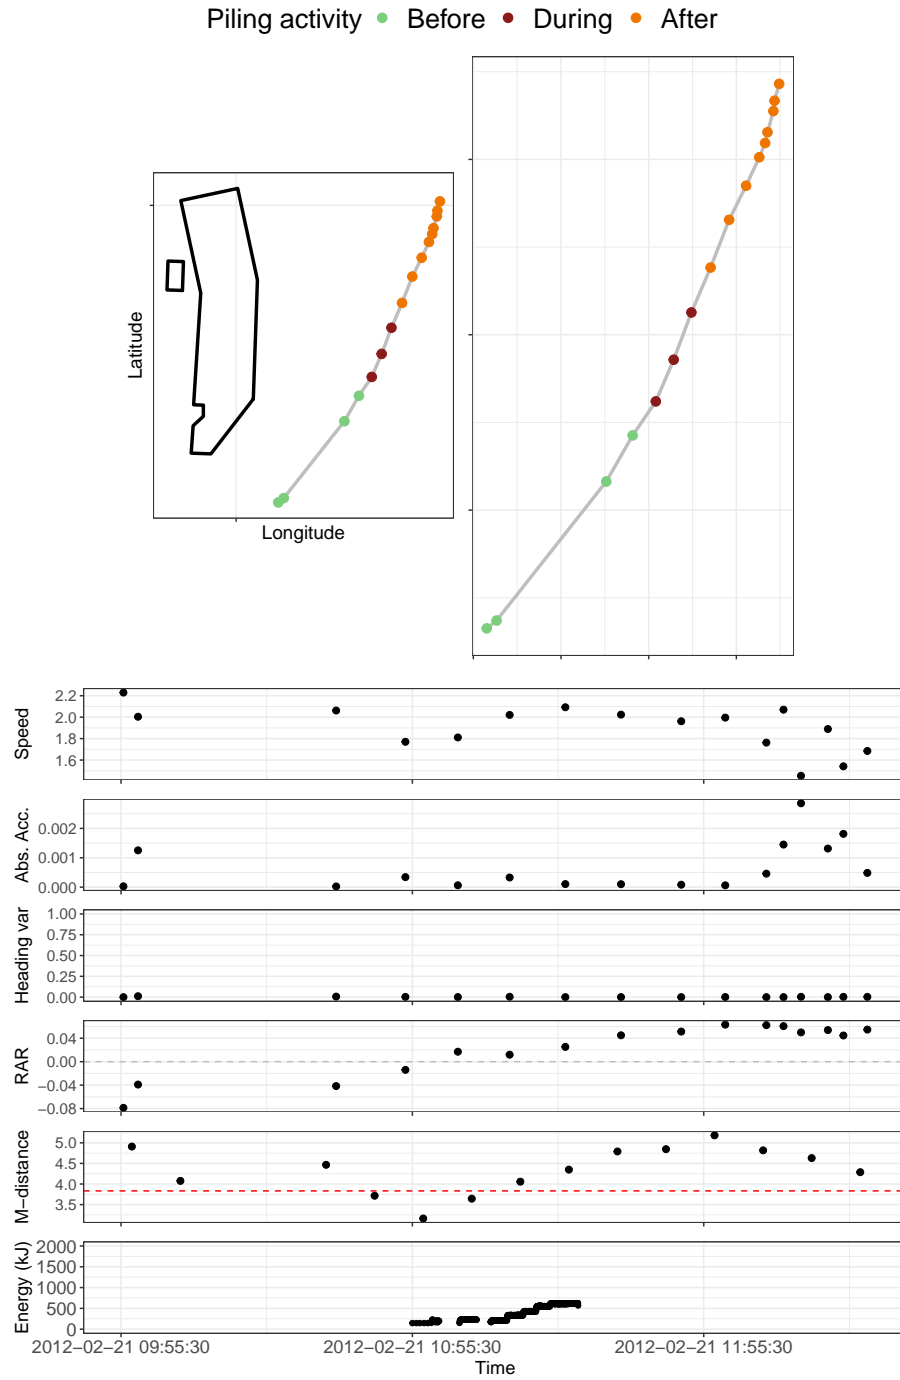 Piling activity Before During After
Latitude
Longitude
Speed
2.2
2.0
1.8
1.6
Abs. Acc.
0.002
0.001
0.000
Heading var
1.00
0.75
0.50
0.25
0.00
RAR
0.04
0.00
−0.04
−0.08
M−distance
5.0
4.5
4.0
3.5
Energy (kJ)
2000
1500
1000
500
0
2012−02−21 09:55:30 2012−02−21 10:55:30 2012−02−21 11:55:30
Time